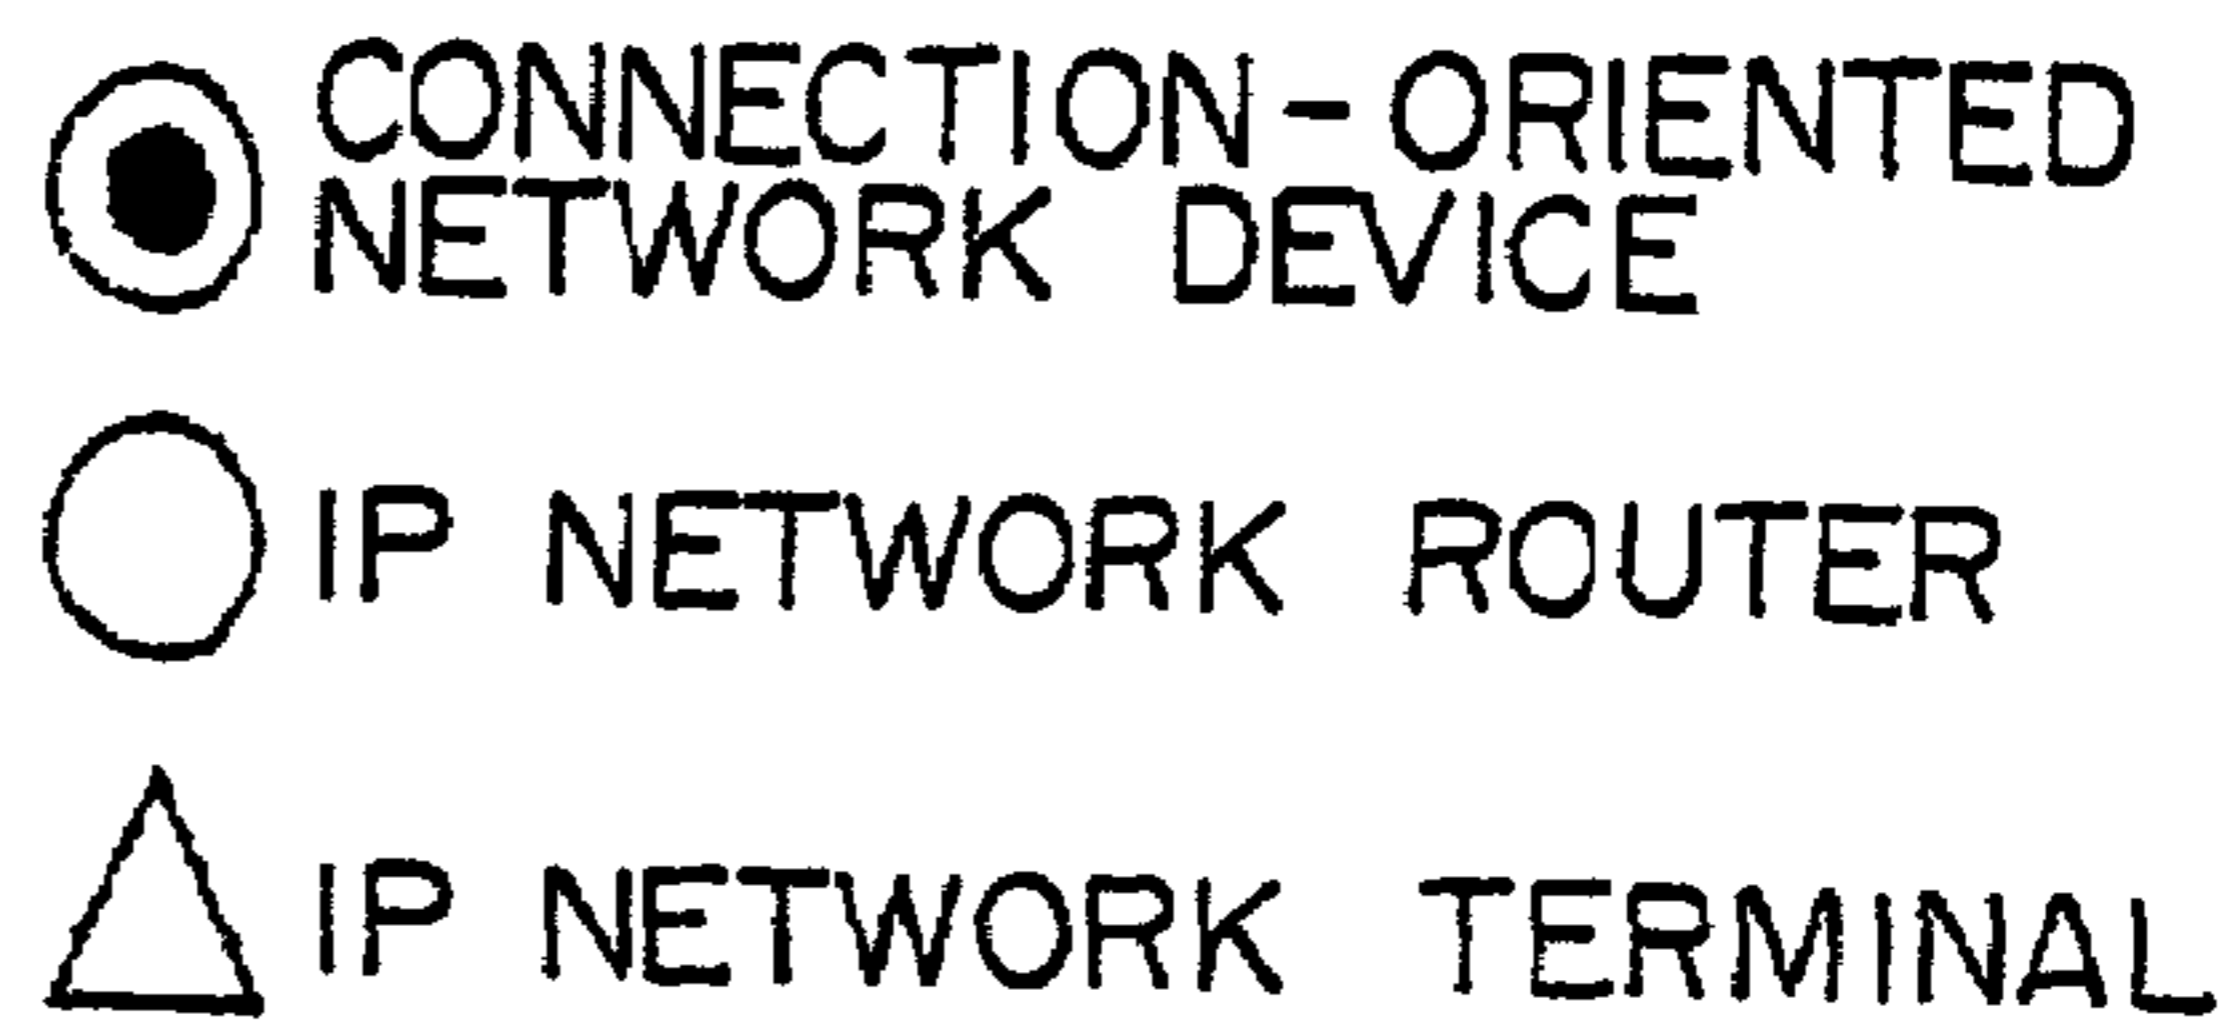 CONNECTION-ORIENTED
NETWORK DEVICE
IP NETWORK ROUTER
IP NETWORK TERMINAL